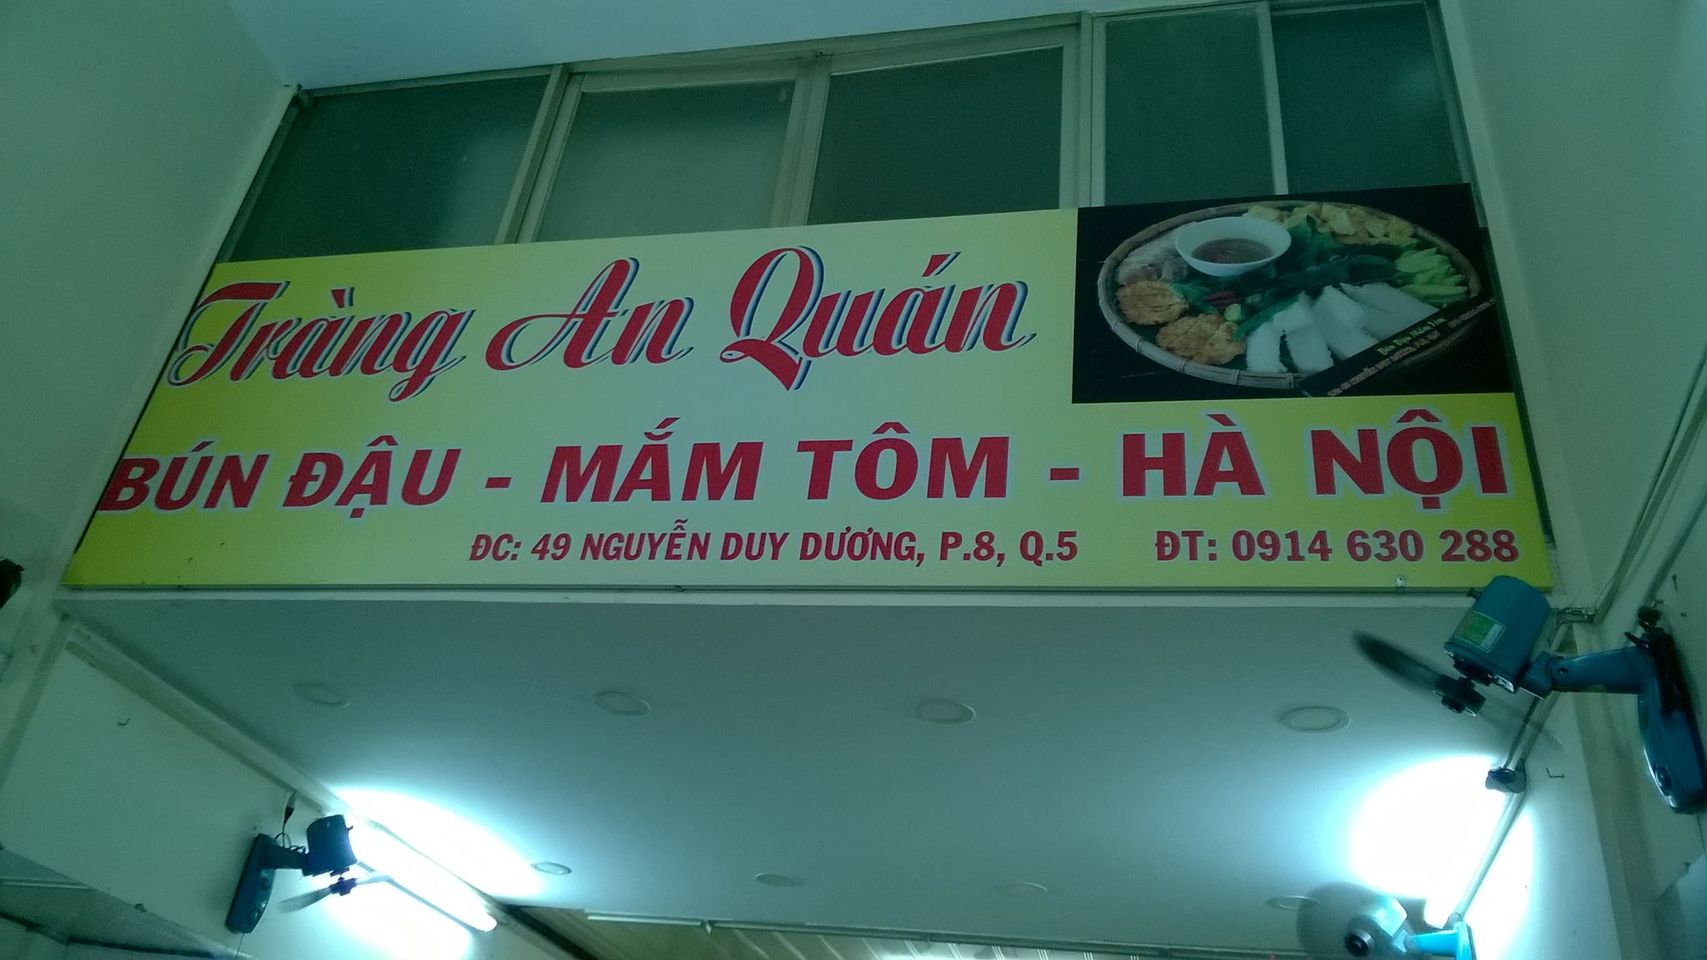 Tràng An Quán
BÚN ĐẬU - MẮM TÔM - HÀ NỘI
ĐC: 49 NGUYỄN DUY DƯƠNG, P.8, Q.5 ĐT: 0914 630 288